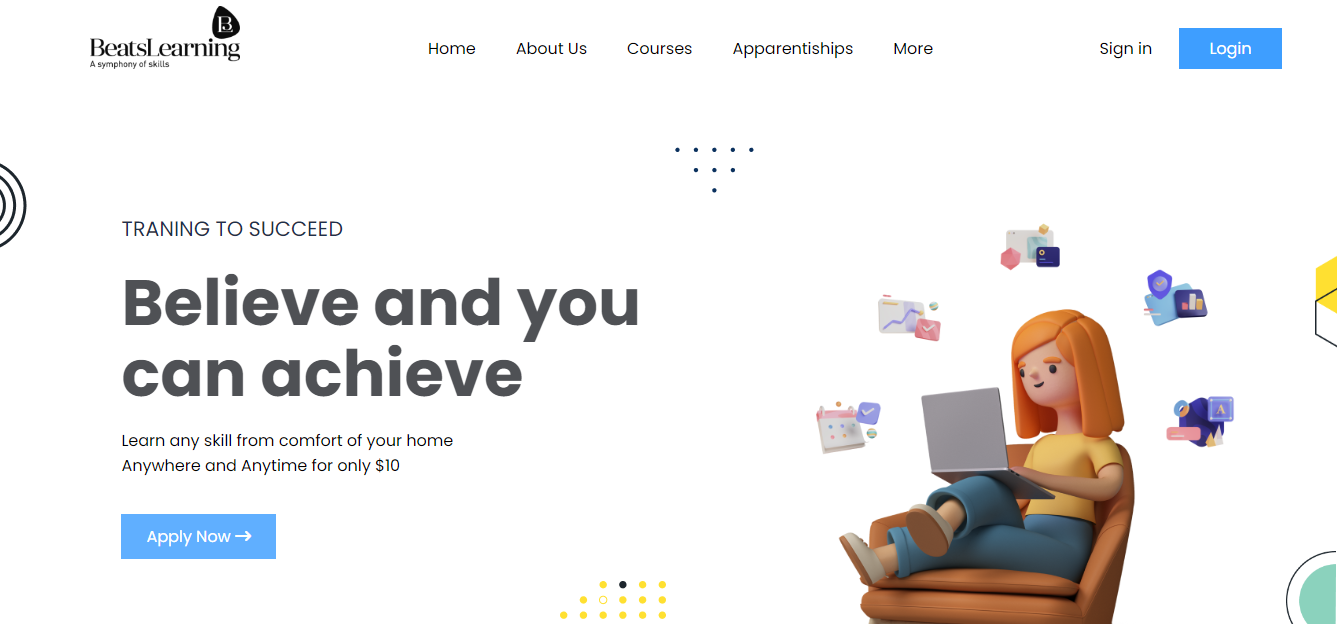 B
BeatsLearning
A symphony of skills
Home About Us Courses Apparentiships More Sign in Login
TRANING TO SUCCEED
Believe and you
can achieve
Learn any skill from comfort of your home
Anywhere and Anytime for only $10
Apply Now →
A